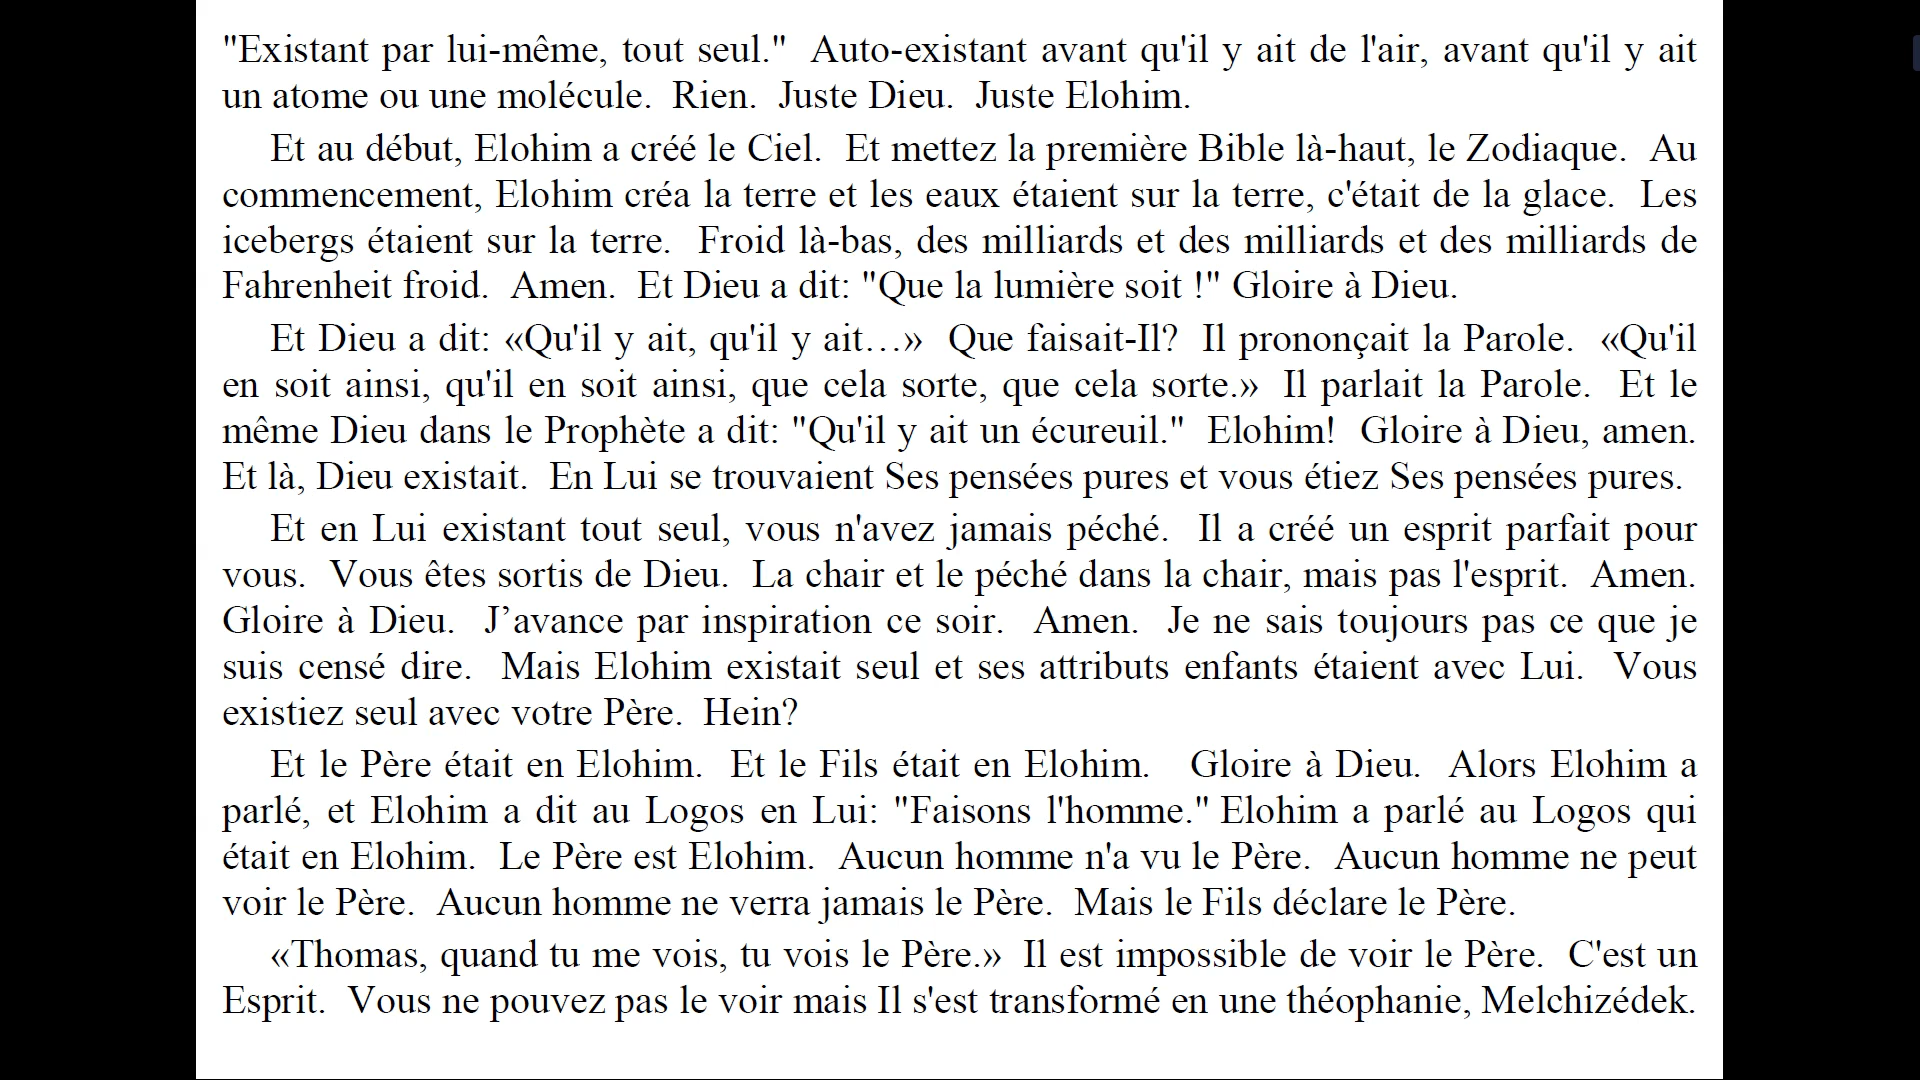 "Existant par lui-même, tout seul."  Auto-existant avant qu'il y ait de l'air, avant qu'il y ait
un atome ou une molécule.  Rien.  Juste Dieu.  Juste Elohim.
Et au début, Elohim a créé le Ciel.  Et mettez la première Bible là-haut, le Zodiaque.  Au
commencement, Elohim créa la terre et les eaux étaient sur la terre, c'était de la glace.  Les
icebergs étaient sur la terre.  Froid là-bas, des milliards et des milliards et des milliards de
Fahrenheit froid.  Amen.  Et Dieu a dit: "Que la lumière soit !" Gloire à Dieu.
Et Dieu a dit: «Qu'il y ait, qu'il y ait…»  Que faisait-Il?  Il prononçait la Parole.  «Qu'il
en soit ainsi, qu'il en soit ainsi, que cela sorte, que cela sorte.»  Il parlait la Parole.  Et le
même Dieu dans le Prophète a dit: "Qu'il y ait un écureuil."  Elohim!  Gloire à Dieu, amen.
Et là, Dieu existait.  En Lui se trouvaient Ses pensées pures et vous étiez Ses pensées pures.
Et en Lui existant tout seul, vous n'avez jamais péché.  Il a créé un esprit parfait pour
vous.  Vous êtes sortis de Dieu.  La chair et le péché dans la chair, mais pas l'esprit.  Amen.
Gloire à Dieu.  J’avance par inspiration ce soir.  Amen.  Je ne sais toujours pas ce que je
suis censé dire.  Mais Elohim existait seul et ses attributs enfants étaient avec Lui.  Vous
existiez seul avec votre Père.  Hein?
Et le Père était en Elohim.  Et le Fils était en Elohim.   Gloire à Dieu.  Alors Elohim a
parlé, et Elohim a dit au Logos en Lui: "Faisons l'homme." Elohim a parlé au Logos qui
était en Elohim.  Le Père est Elohim.  Aucun homme n'a vu le Père.  Aucun homme ne peut
voir le Père.  Aucun homme ne verra jamais le Père.  Mais le Fils déclare le Père.
«Thomas, quand tu me vois, tu vois le Père.»  Il est impossible de voir le Père.  C'est un
Esprit.  Vous ne pouvez pas le voir mais Il s'est transformé en une théophanie, Melchizédek.